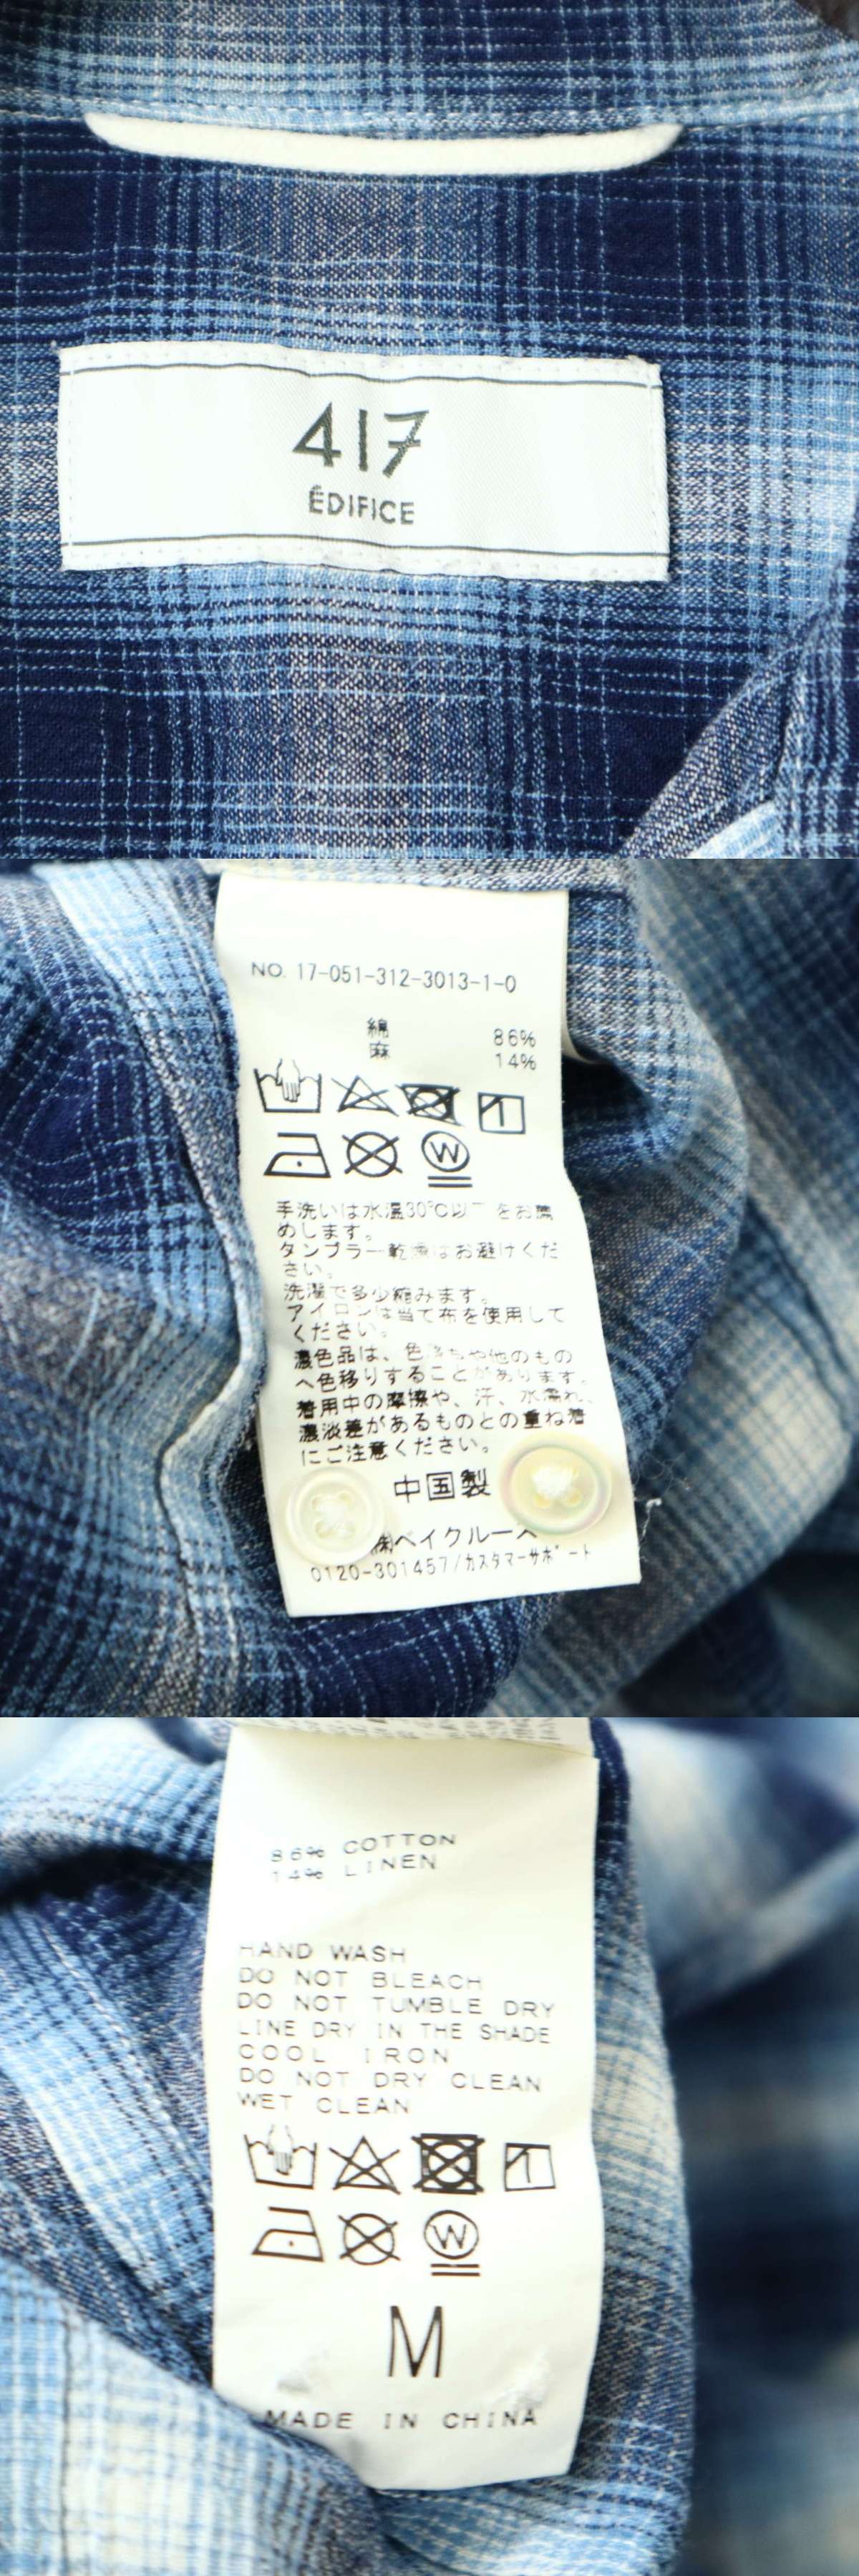 417
ÉDIFICE
NO. 17-051-312-3013-1-0
綿 86%
麻 14%
W
手洗いは水温30℃以下をお薦
めします。
タンブラー乾燥はお避けくだ
さい。
洗濯で多少縮みます。
アイロンは当て布を使用して
ください。
濃色品は、色落ちや他のもの
へ色移りすることがあります。
着用中の摩擦や、汗、水濡れ、
濃淡差があるものとの重ね着
にご注意ください。
中国製
㈱ベイクルーズ
0120-301457/カスタマーサポート
86% COTTON
14% LINEN
HAND WASH
DO NOT BLEACH
DO NOT TUMBLE DRY
LINE DRY IN THE SHADE
COOL IRON
DO NOT DRY CLEAN
WET CLEAN
W
M
MADE IN CHINA